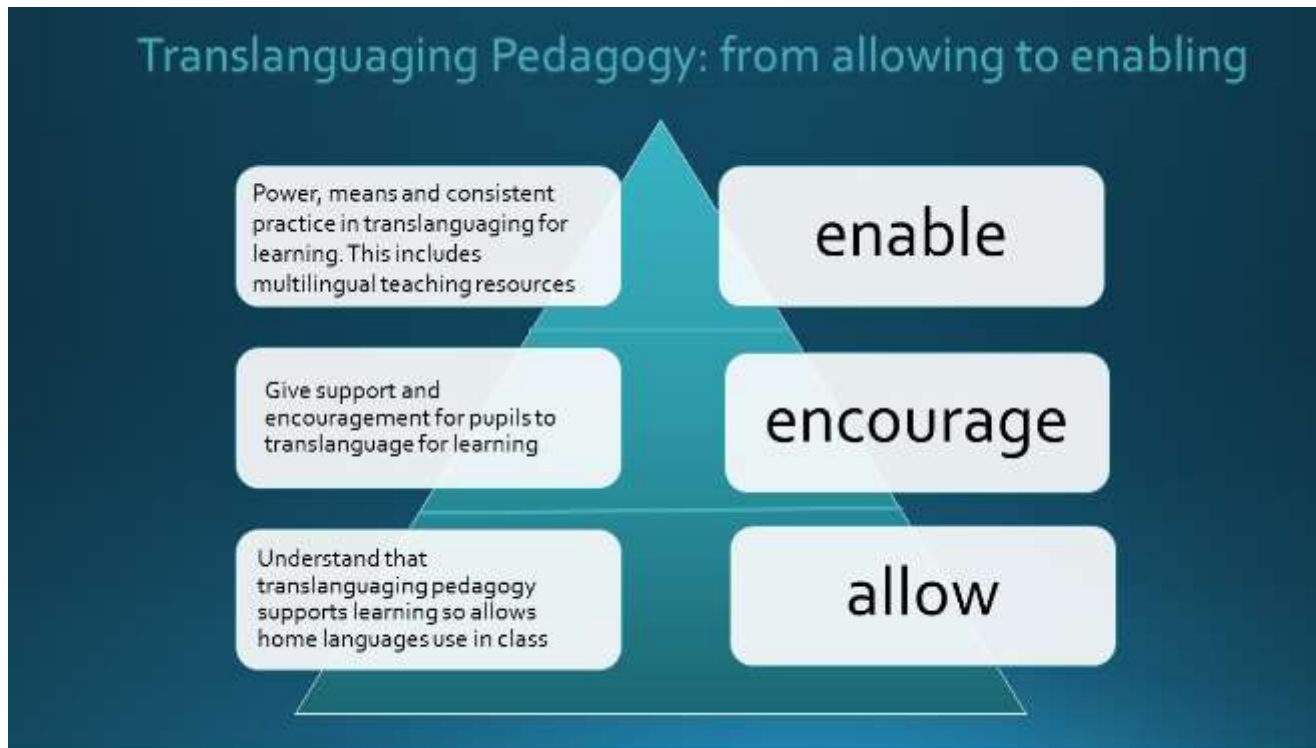 Translanguaging Pedagogy: from allowing to enabling
Power, means and consistent
practice in translanguaging for
learning. This includes
multilingual teaching resources
enable
Give support and
encouragement for pupils to
translanguage for learning
encourage
Understand that
translanguaging pedagogy
supports learning so allows
home languages use in class
allow